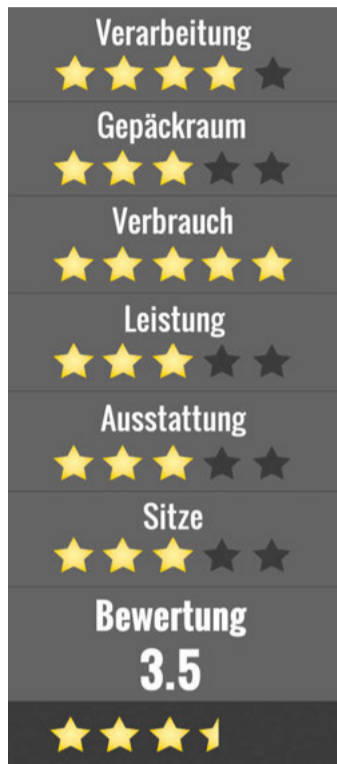 Verarbeitung
Gepäckraum
Verbrauch
Leistung
Ausstattung
Sitze
Bewertung
3.5